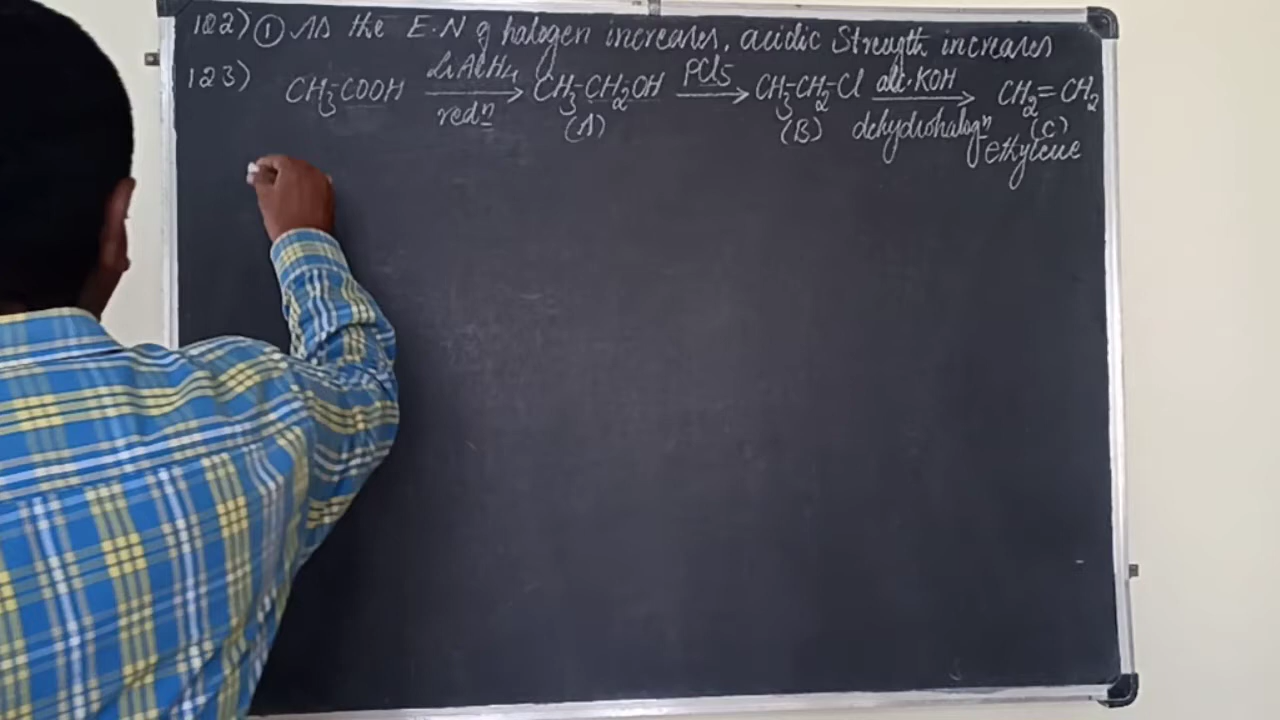 122) ① As the E.N of halogen increases, acidic strength increases
123) CH3-COOH LiAlH4 redn CH3-CH2-OH (A) PCl5 CH3-CH2-Cl (B) alc.KOH dehydrohalogn CH2=CH2 (C)
ethylene